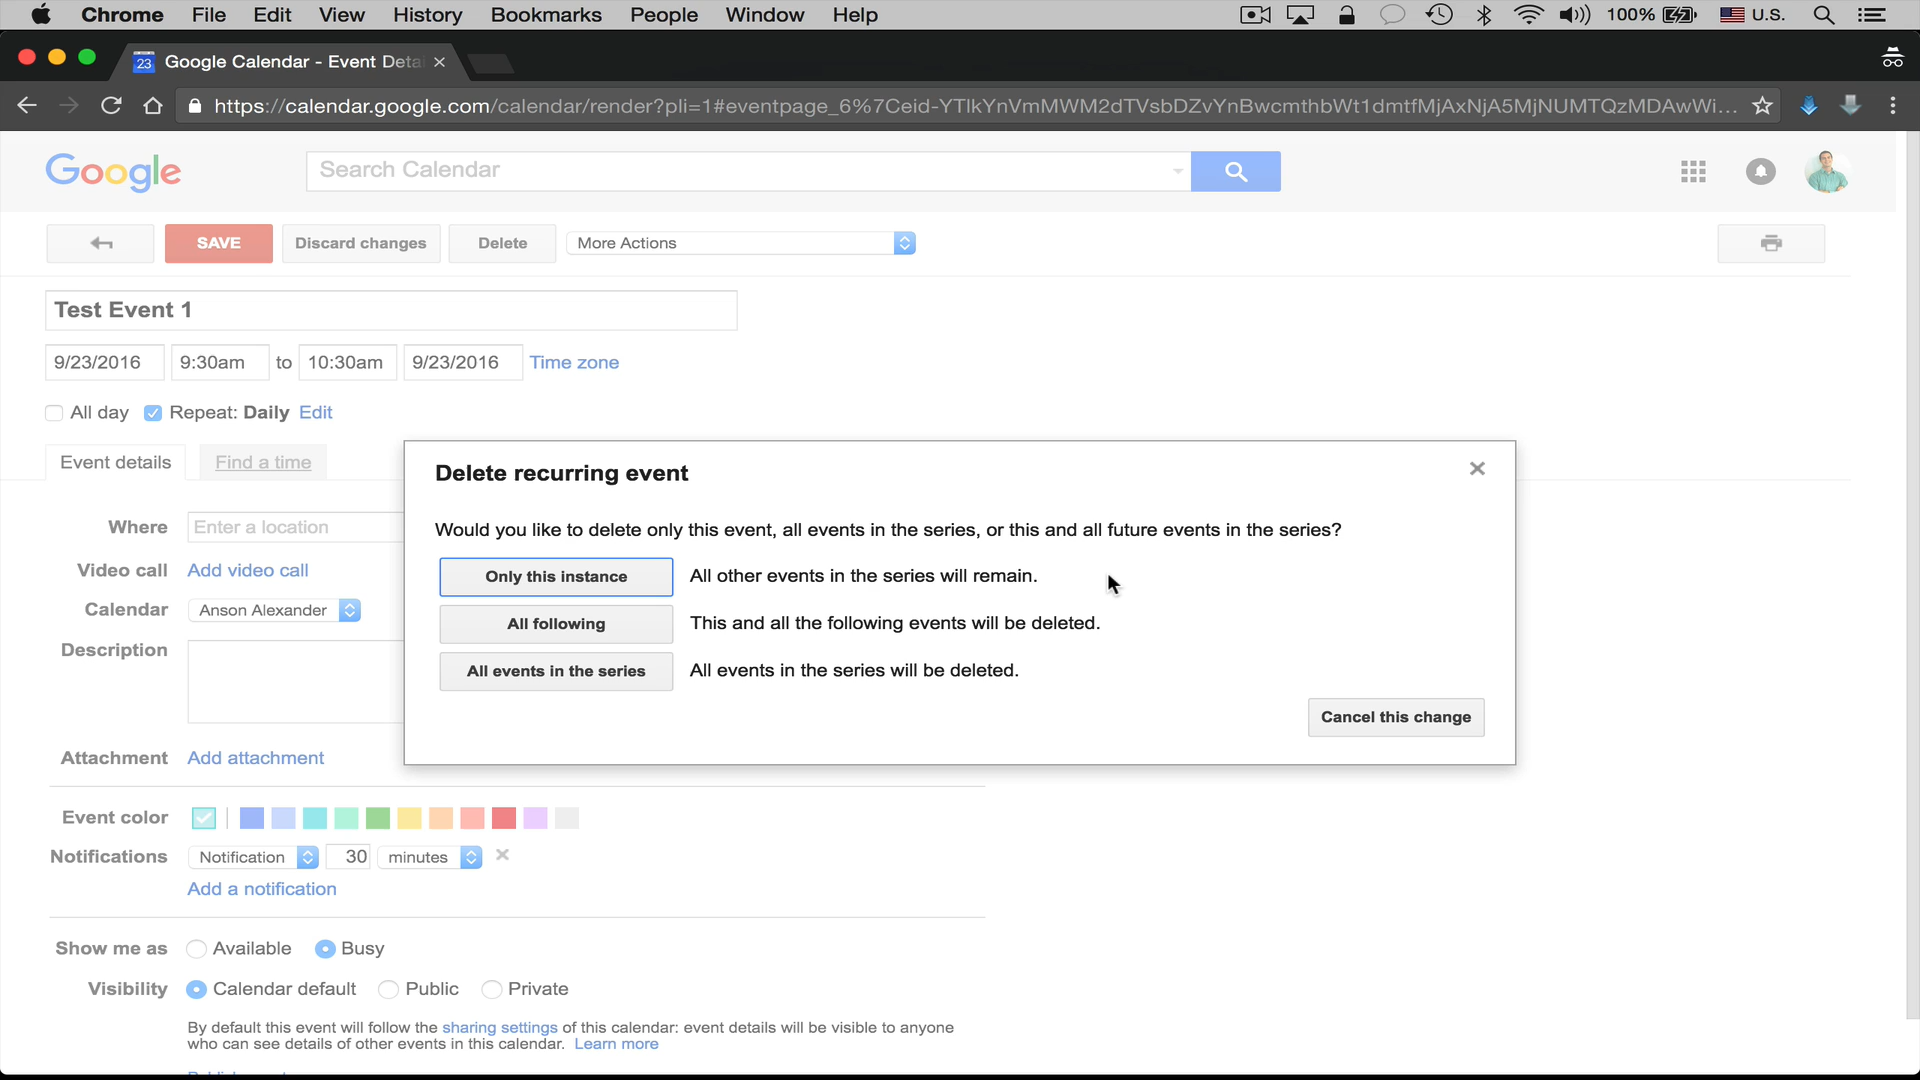 Chrome File Edit View History Bookmarks People Window Help 100% U.S.
23 Google Calendar - Event Deta
https://calendar.google.com/calendar/render?pli=1#eventpage_6%7Ceid-YTlkYnVmMWM2dTVsbDZvYnBwcmthbWt1dmtfMjAxNjA5MjNUMTQzMDAwWi...
Google Search Calendar
SAVE Discard changes Delete More Actions
Test Event 1
9/23/2016 9:30am to 10:30am 9/23/2016 Time zone
All day Repeat: Daily Edit
Event details Find a time
Delete recurring event
Would you like to delete only this event, all events in the series, or this and all future events in the series?
Only this instance All other events in the series will remain.
All following This and all the following events will be deleted.
All events in the series All events in the series will be deleted.
Cancel this change
Where Enter a location
Video call Add video call
Calendar Anson Alexander
Description
Attachment Add attachment
Event color
Notifications Notification 30 minutes
Add a notification
Show me as Available Busy
Visibility Calendar default Public Private
By default this event will follow the sharing settings of this calendar: event details will be visible to anyone
who can see details of other events in this calendar. Learn more